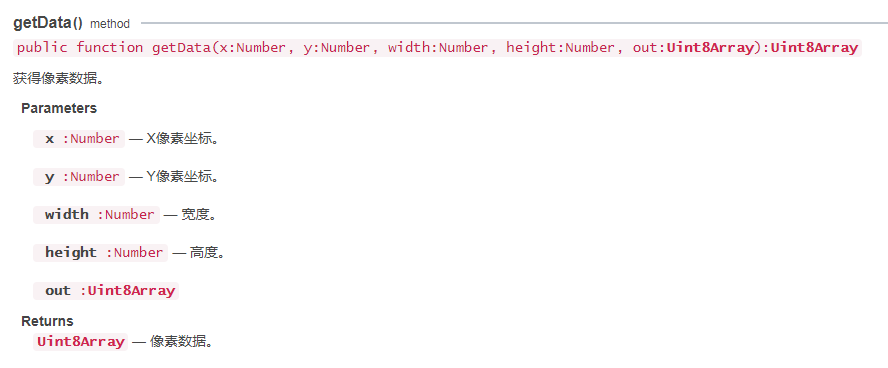 getData() method
public function getData(x:Number, y:Number, width:Number, height:Number, out:Uint8Array):Uint8Array
获得像素数据。
Parameters
x :Number — X像素坐标。
y :Number — Y像素坐标。
width :Number — 宽度。
height :Number — 高度。
out :Uint8Array
Returns
Uint8Array — 像素数据。